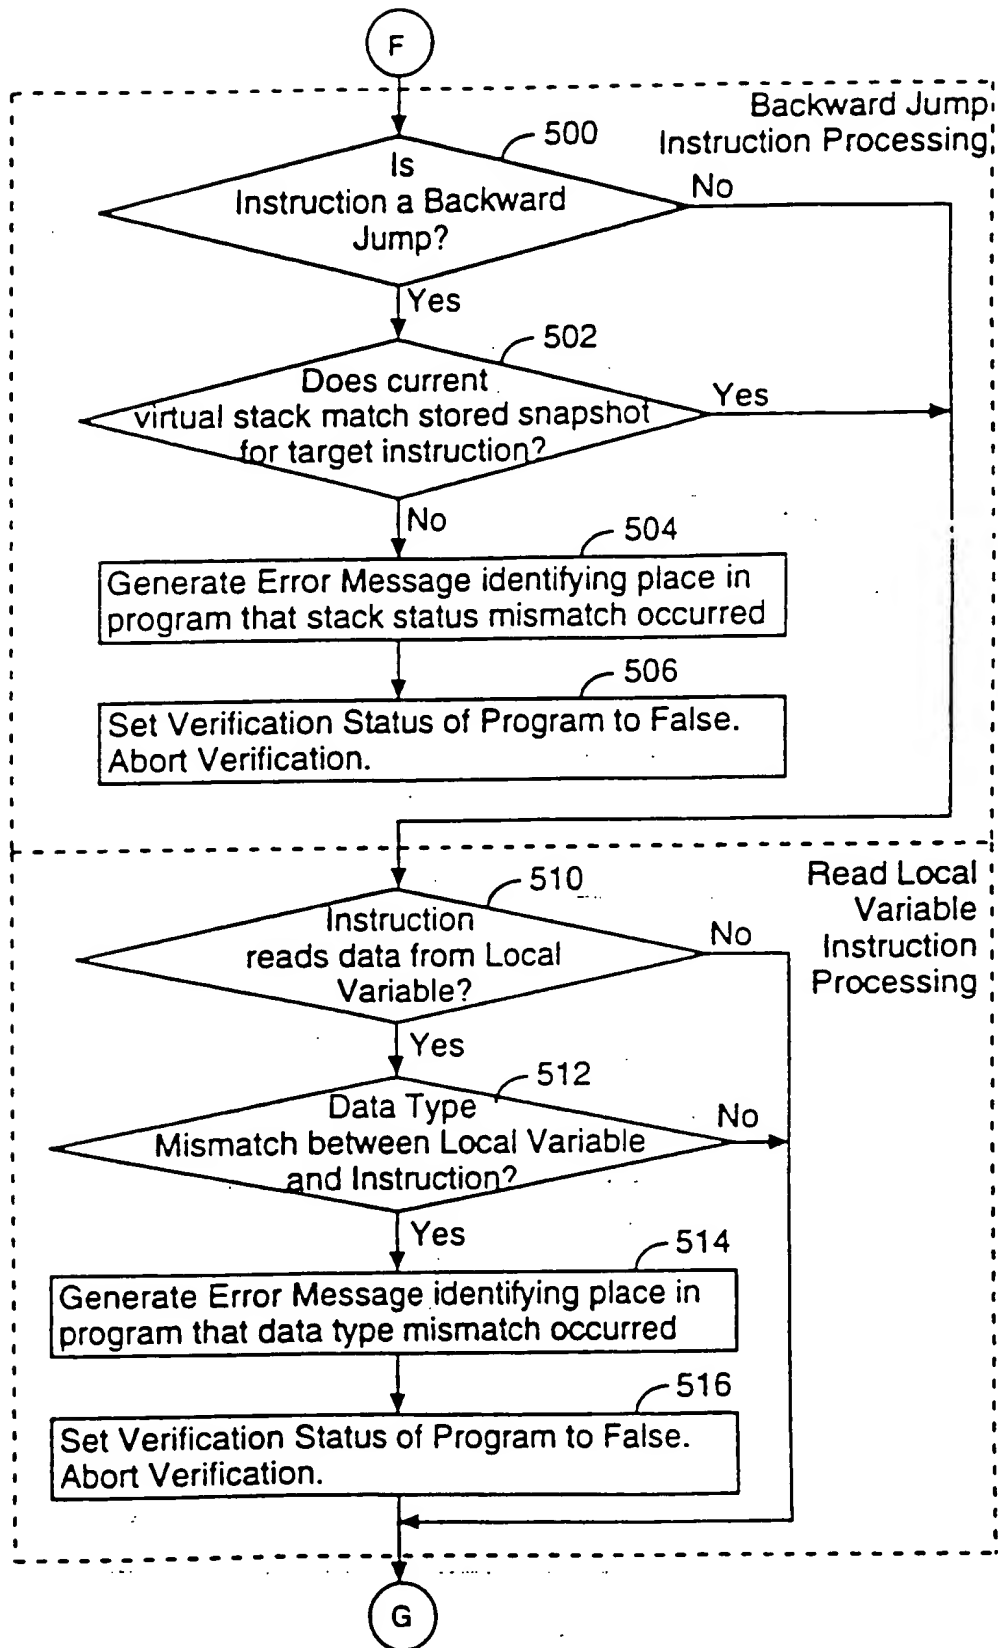 F
Backward Jump
Instruction Processing
500
Is
Instruction a Backward
Jump?
No
Yes
502
Does current
virtual stack match stored snapshot
for target instruction?
Yes
No
504
Generate Error Message identifying place in
program that stack status mismatch occurred
506
Set Verification Status of Program to False.
Abort Verification.
Read Local
Variable
Instruction
Processing
510
Instruction
reads data from Local
Variable?
No
Yes
512
Data Type
Mismatch between Local Variable
and Instruction?
No
Yes
514
Generate Error Message identifying place in
program that data type mismatch occurred
516
Set Verification Status of Program to False.
Abort Verification.
G